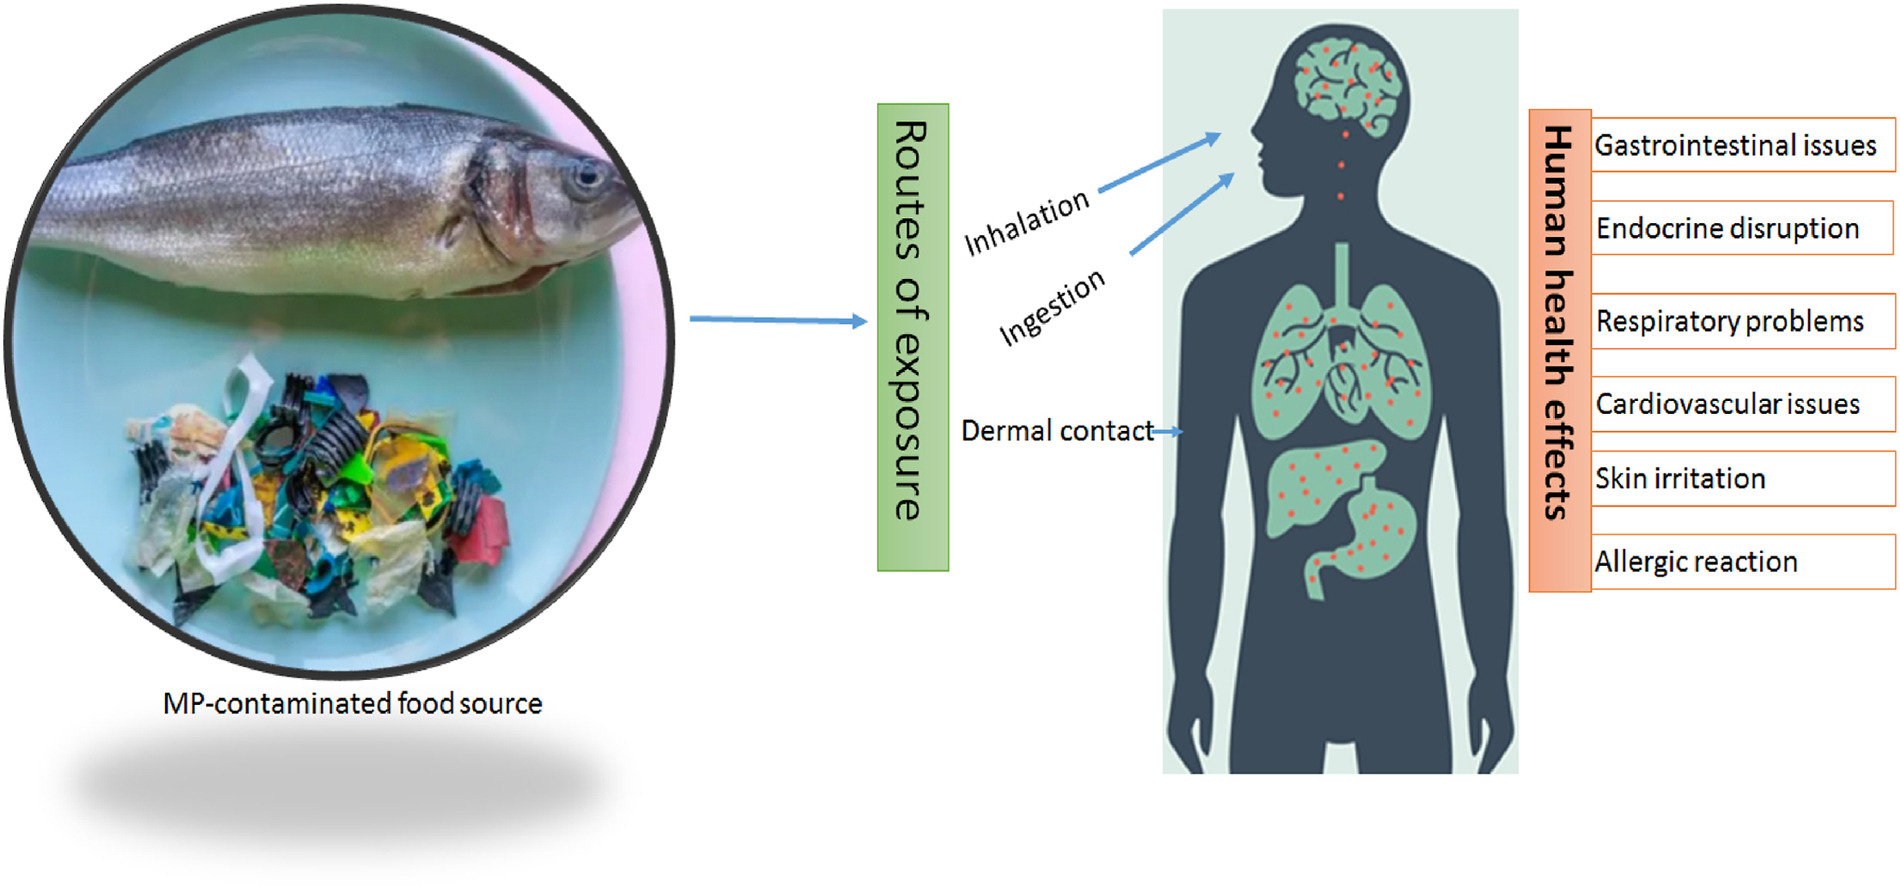 MP-contaminated food source
Routes of exposure
Inhalation
Ingestion
Dermal contact
Human health effects
Gastrointestinal issues
Endocrine disruption
Respiratory problems
Cardiovascular issues
Skin irritation
Allergic reaction